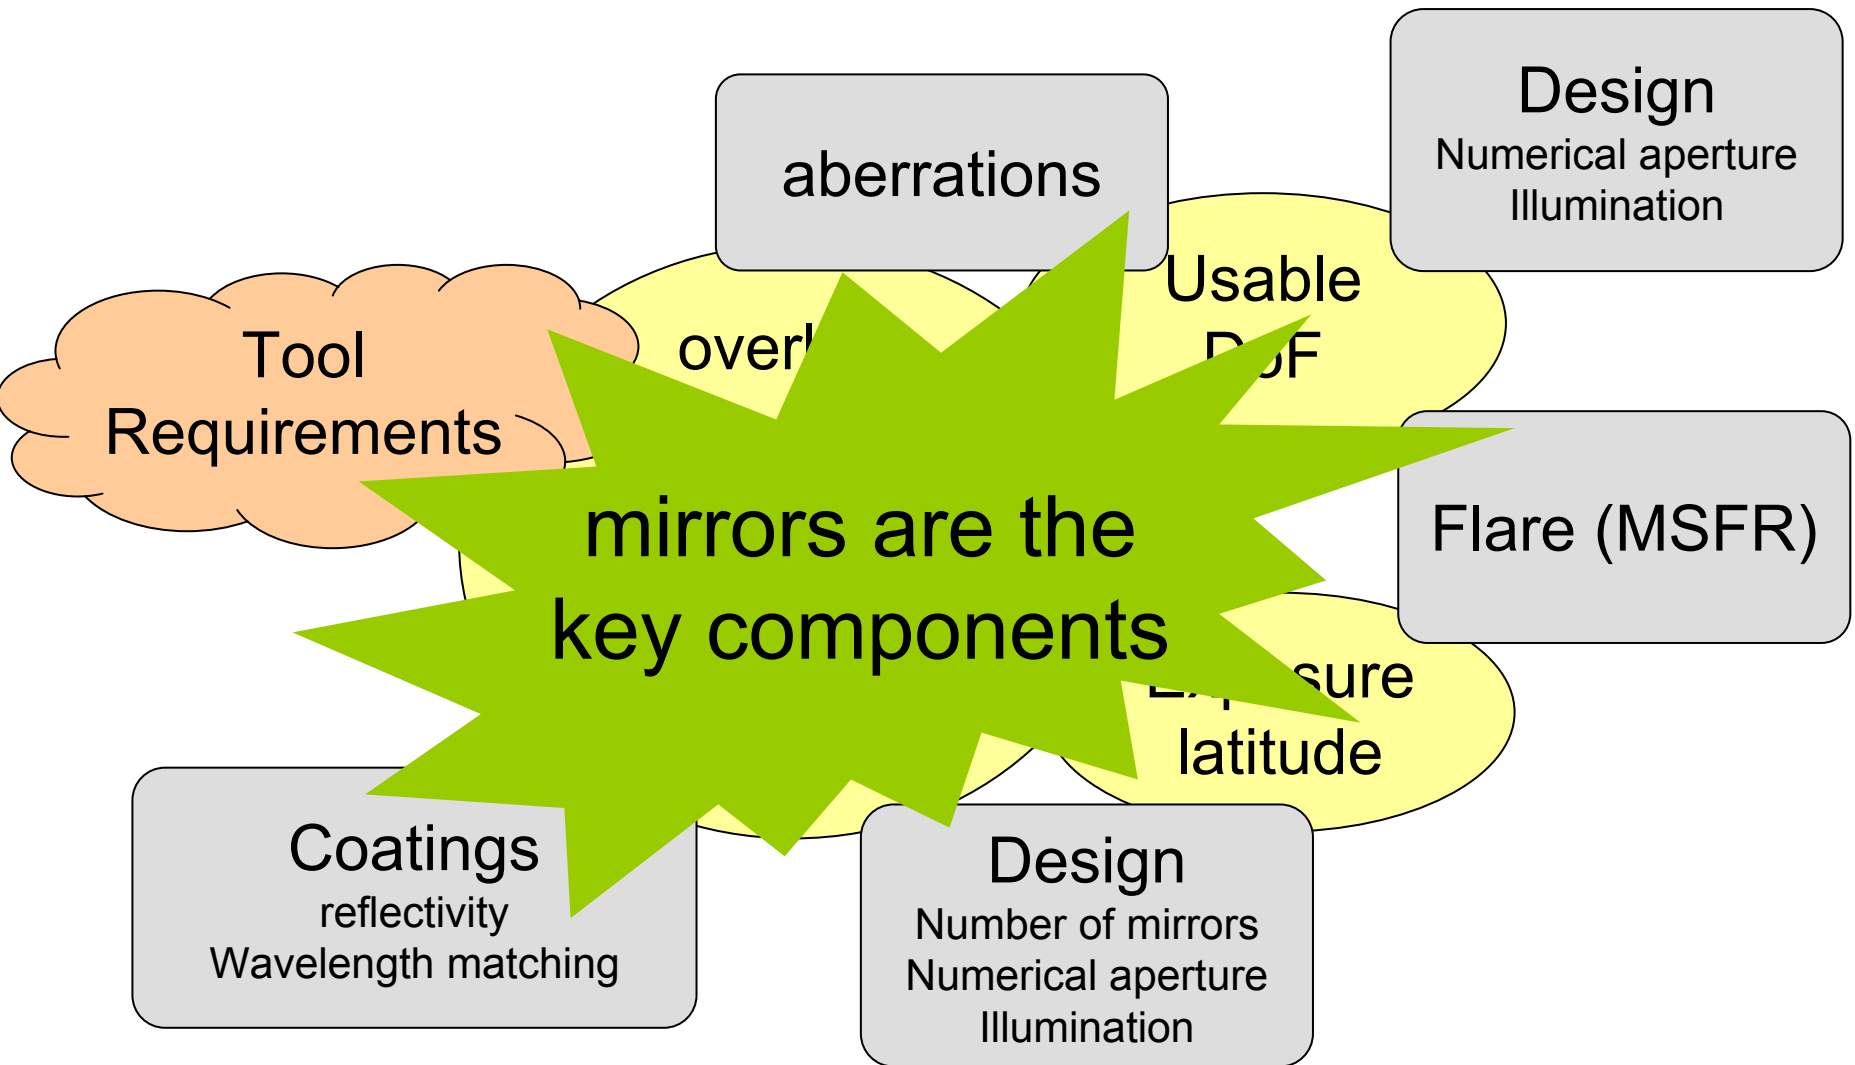 Design
Numerical aperture
Illumination
aberrations
Usable
DoF
Tool
Requirements
mirrors are the
key components
Flare (MSFR)
latitude
Coatings
reflectivity
Wavelength matching
Design
Number of mirrors
Numerical aperture
Illumination